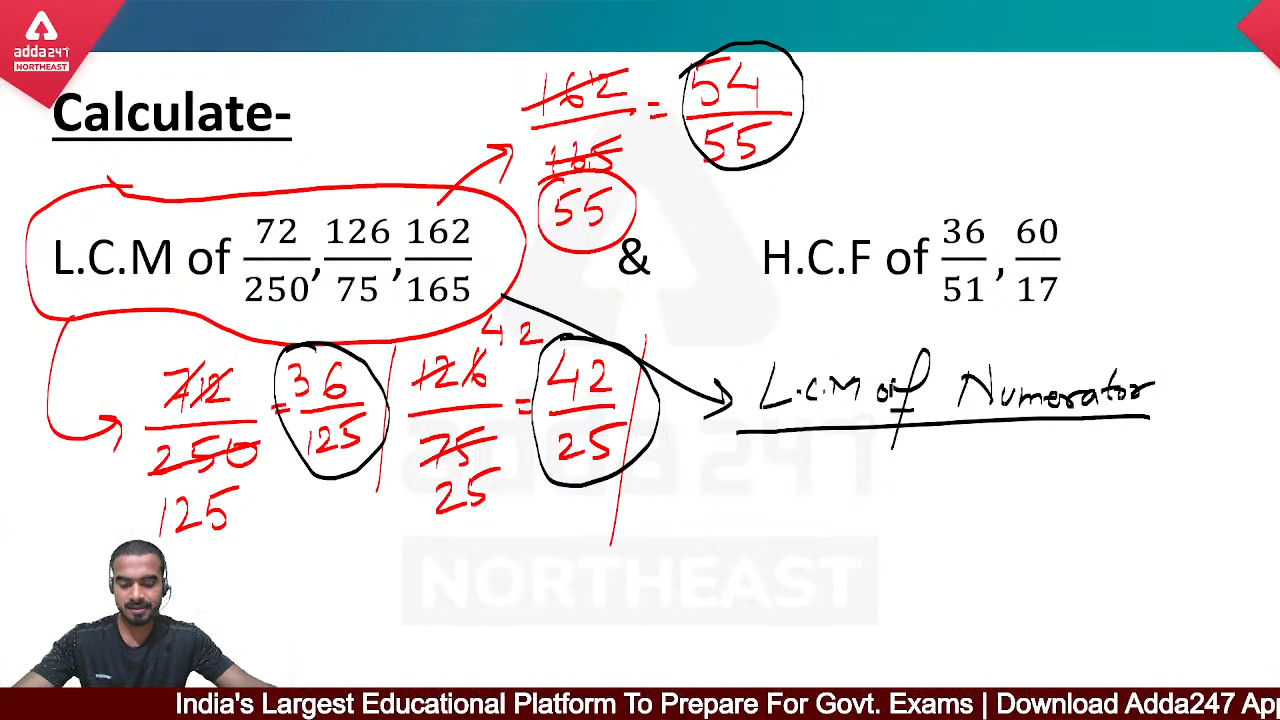 adda247
NORTHEAST
Calculate-
162/165 = 54/55
55
L.C.M of 72/250, 126/75, 162/165 & H.C.F of 36/51, 60/17
72/250 = 36/125
125
42
126/75 = 42/25
25
L.C.M of Numerator
NORTHEAST
India's Largest Educational Platform To Prepare For Govt. Exams | Download Adda247 Ap